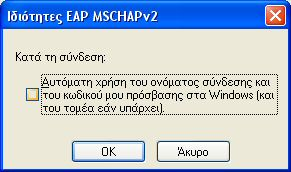 Ιδιότητες EAP MSCHAPv2
Κατά τη σύνδεση:
Αυτόματη χρήση του ονόματος σύνδεσης και
του κωδικού μου πρόσβασης στα Windows (και
του τομέα εάν υπάρχει).
OK
Άκυρο